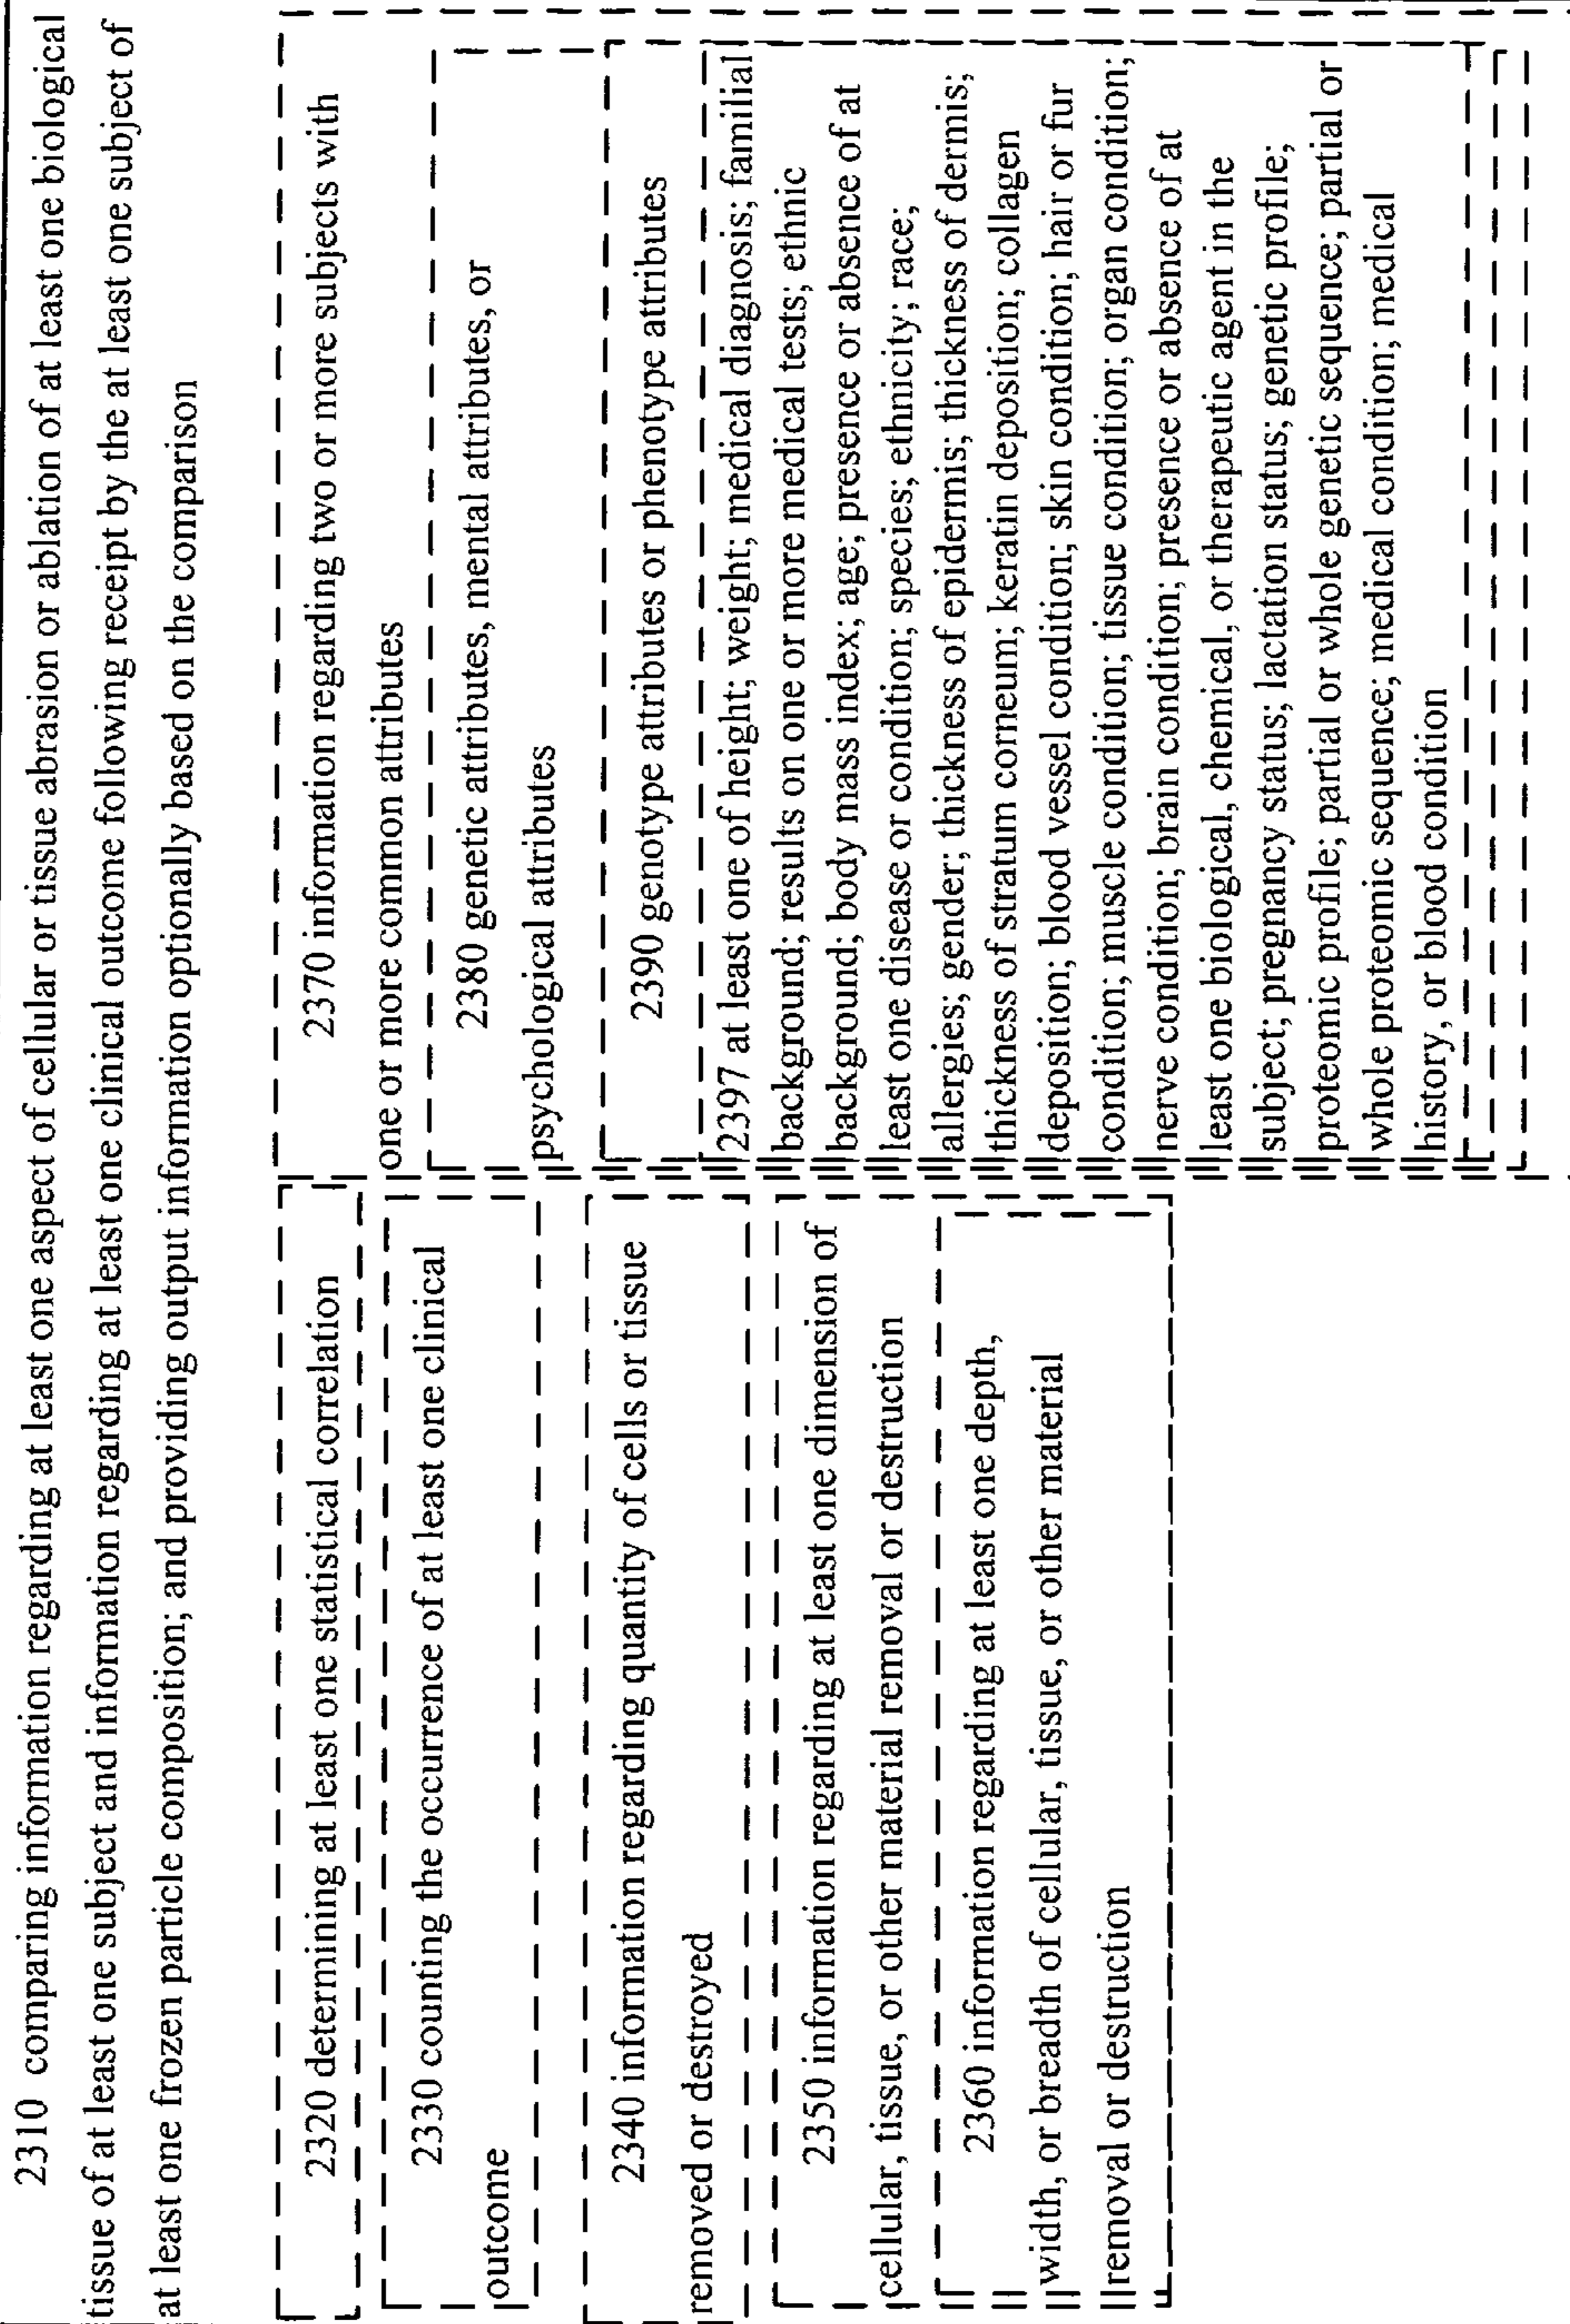 2310 comparing information regarding at least one aspect of cellular or tissue abrasion or ablation of at least one biological
tissue of at least one subject and information regarding at least one clinical outcome following receipt by the at least one subject of
at least one frozen particle composition; and providing output information optionally based on the comparison
2320 determining at least one statistical correlation
2330 counting the occurrence of at least one clinical
outcome
2340 information regarding quantity of cells or tissue
removed or destroyed
2350 information regarding at least one dimension of
cellular, tissue, or other material removal or destruction
2360 information regarding at least one depth,
width, or breadth of cellular, tissue, or other material
removal or destruction
2370 information regarding two or more subjects with
one or more common attributes
2380 genetic attributes, mental attributes, or
psychological attributes
2390 genotype attributes or phenotype attributes
2397 at least one of height; weight; medical diagnosis; familial
background; results on one or more medical tests; ethnic
background; body mass index; age; presence or absence of at
least one disease or condition; species; ethnicity; race;
allergies; gender; thickness of epidermis; thickness of dermis;
thickness of stratum corneum; keratin deposition; collagen
deposition; blood vessel condition; skin condition; hair or fur
condition; muscle condition; tissue condition; organ condition;
nerve condition; brain condition; presence or absence of at
least one biological, chemical, or therapeutic agent in the
subject; pregnancy status; lactation status; genetic profile;
proteomic profile; partial or whole genetic sequence; partial or
whole proteomic sequence; medical condition; medical
history, or blood condition